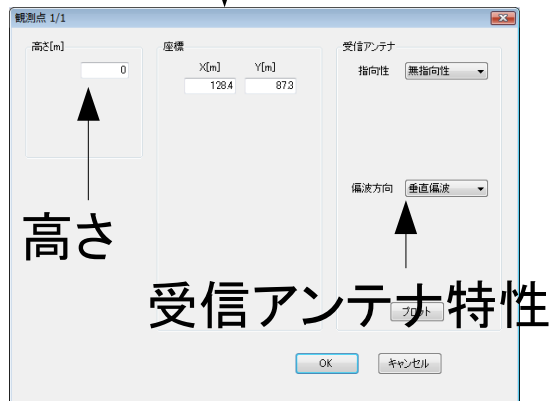 観測点 1/1
高さ[m]
0
座標
X[m] Y[m]
128.4 87.3
受信アンテナ
指向性 無指向性
偏波方向 垂直偏波
高さ
受信アンテナ特性
プロット
OK キャンセル